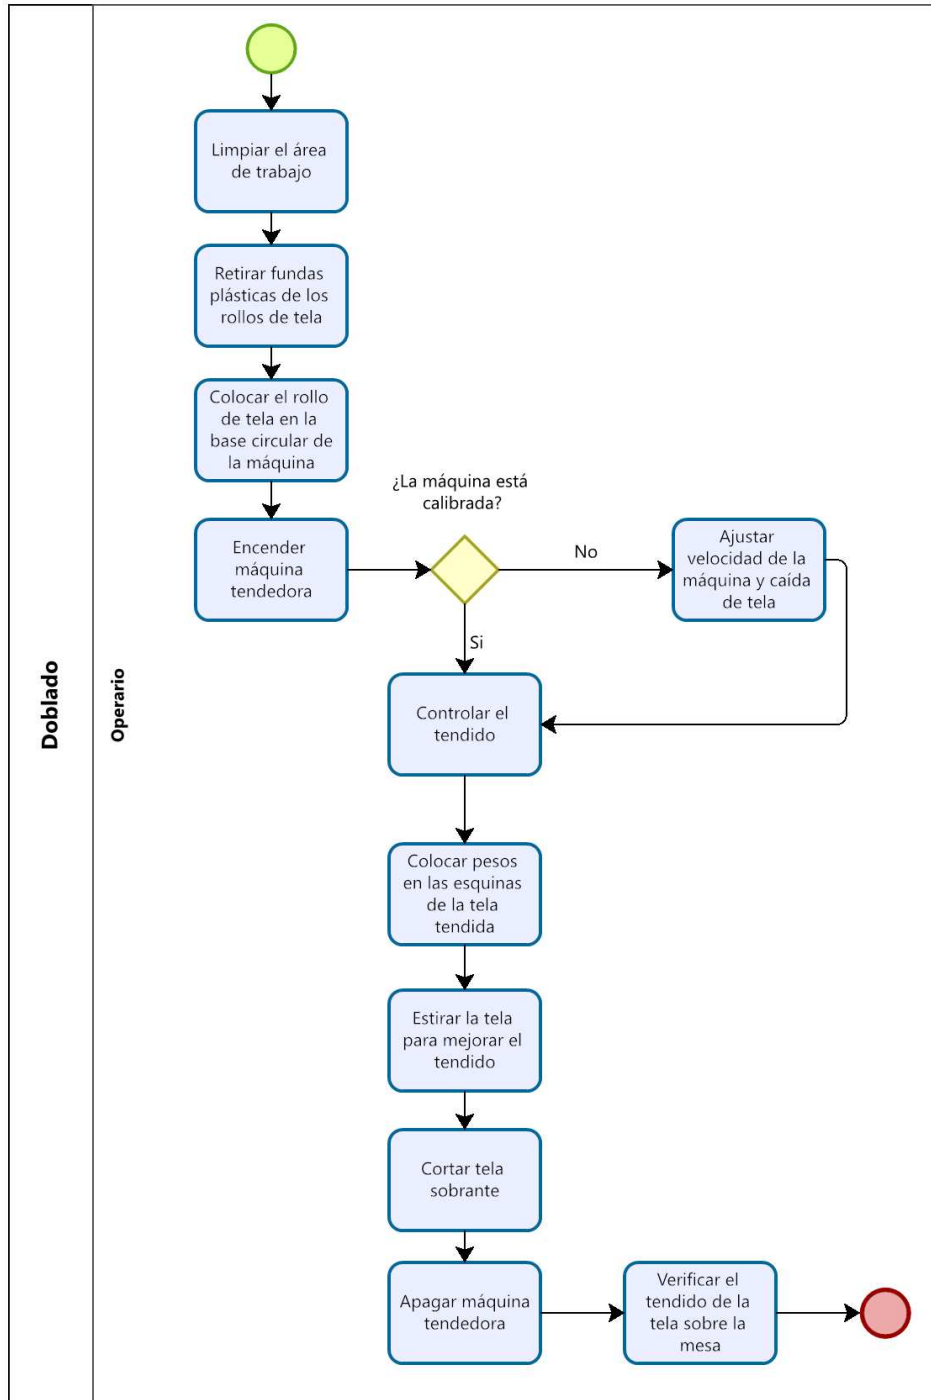 Doblado
Operario
Limpiar el área
de trabajo
Retirar fundas
plásticas de los
rollos de tela
Colocar el rollo
de tela en la
base circular de
la máquina
Encender
máquina
tendedora
¿La máquina está
calibrada?
No
Ajustar
velocidad de la
máquina y caída
de tela
Si
Controlar el
tendido
Colocar pesos
en las esquinas
de la tela
tendida
Estirar la tela
para mejorar el
tendido
Cortar tela
sobrante
Apagar máquina
tendedora
Verificar el
tendido de la
tela sobre la
mesa